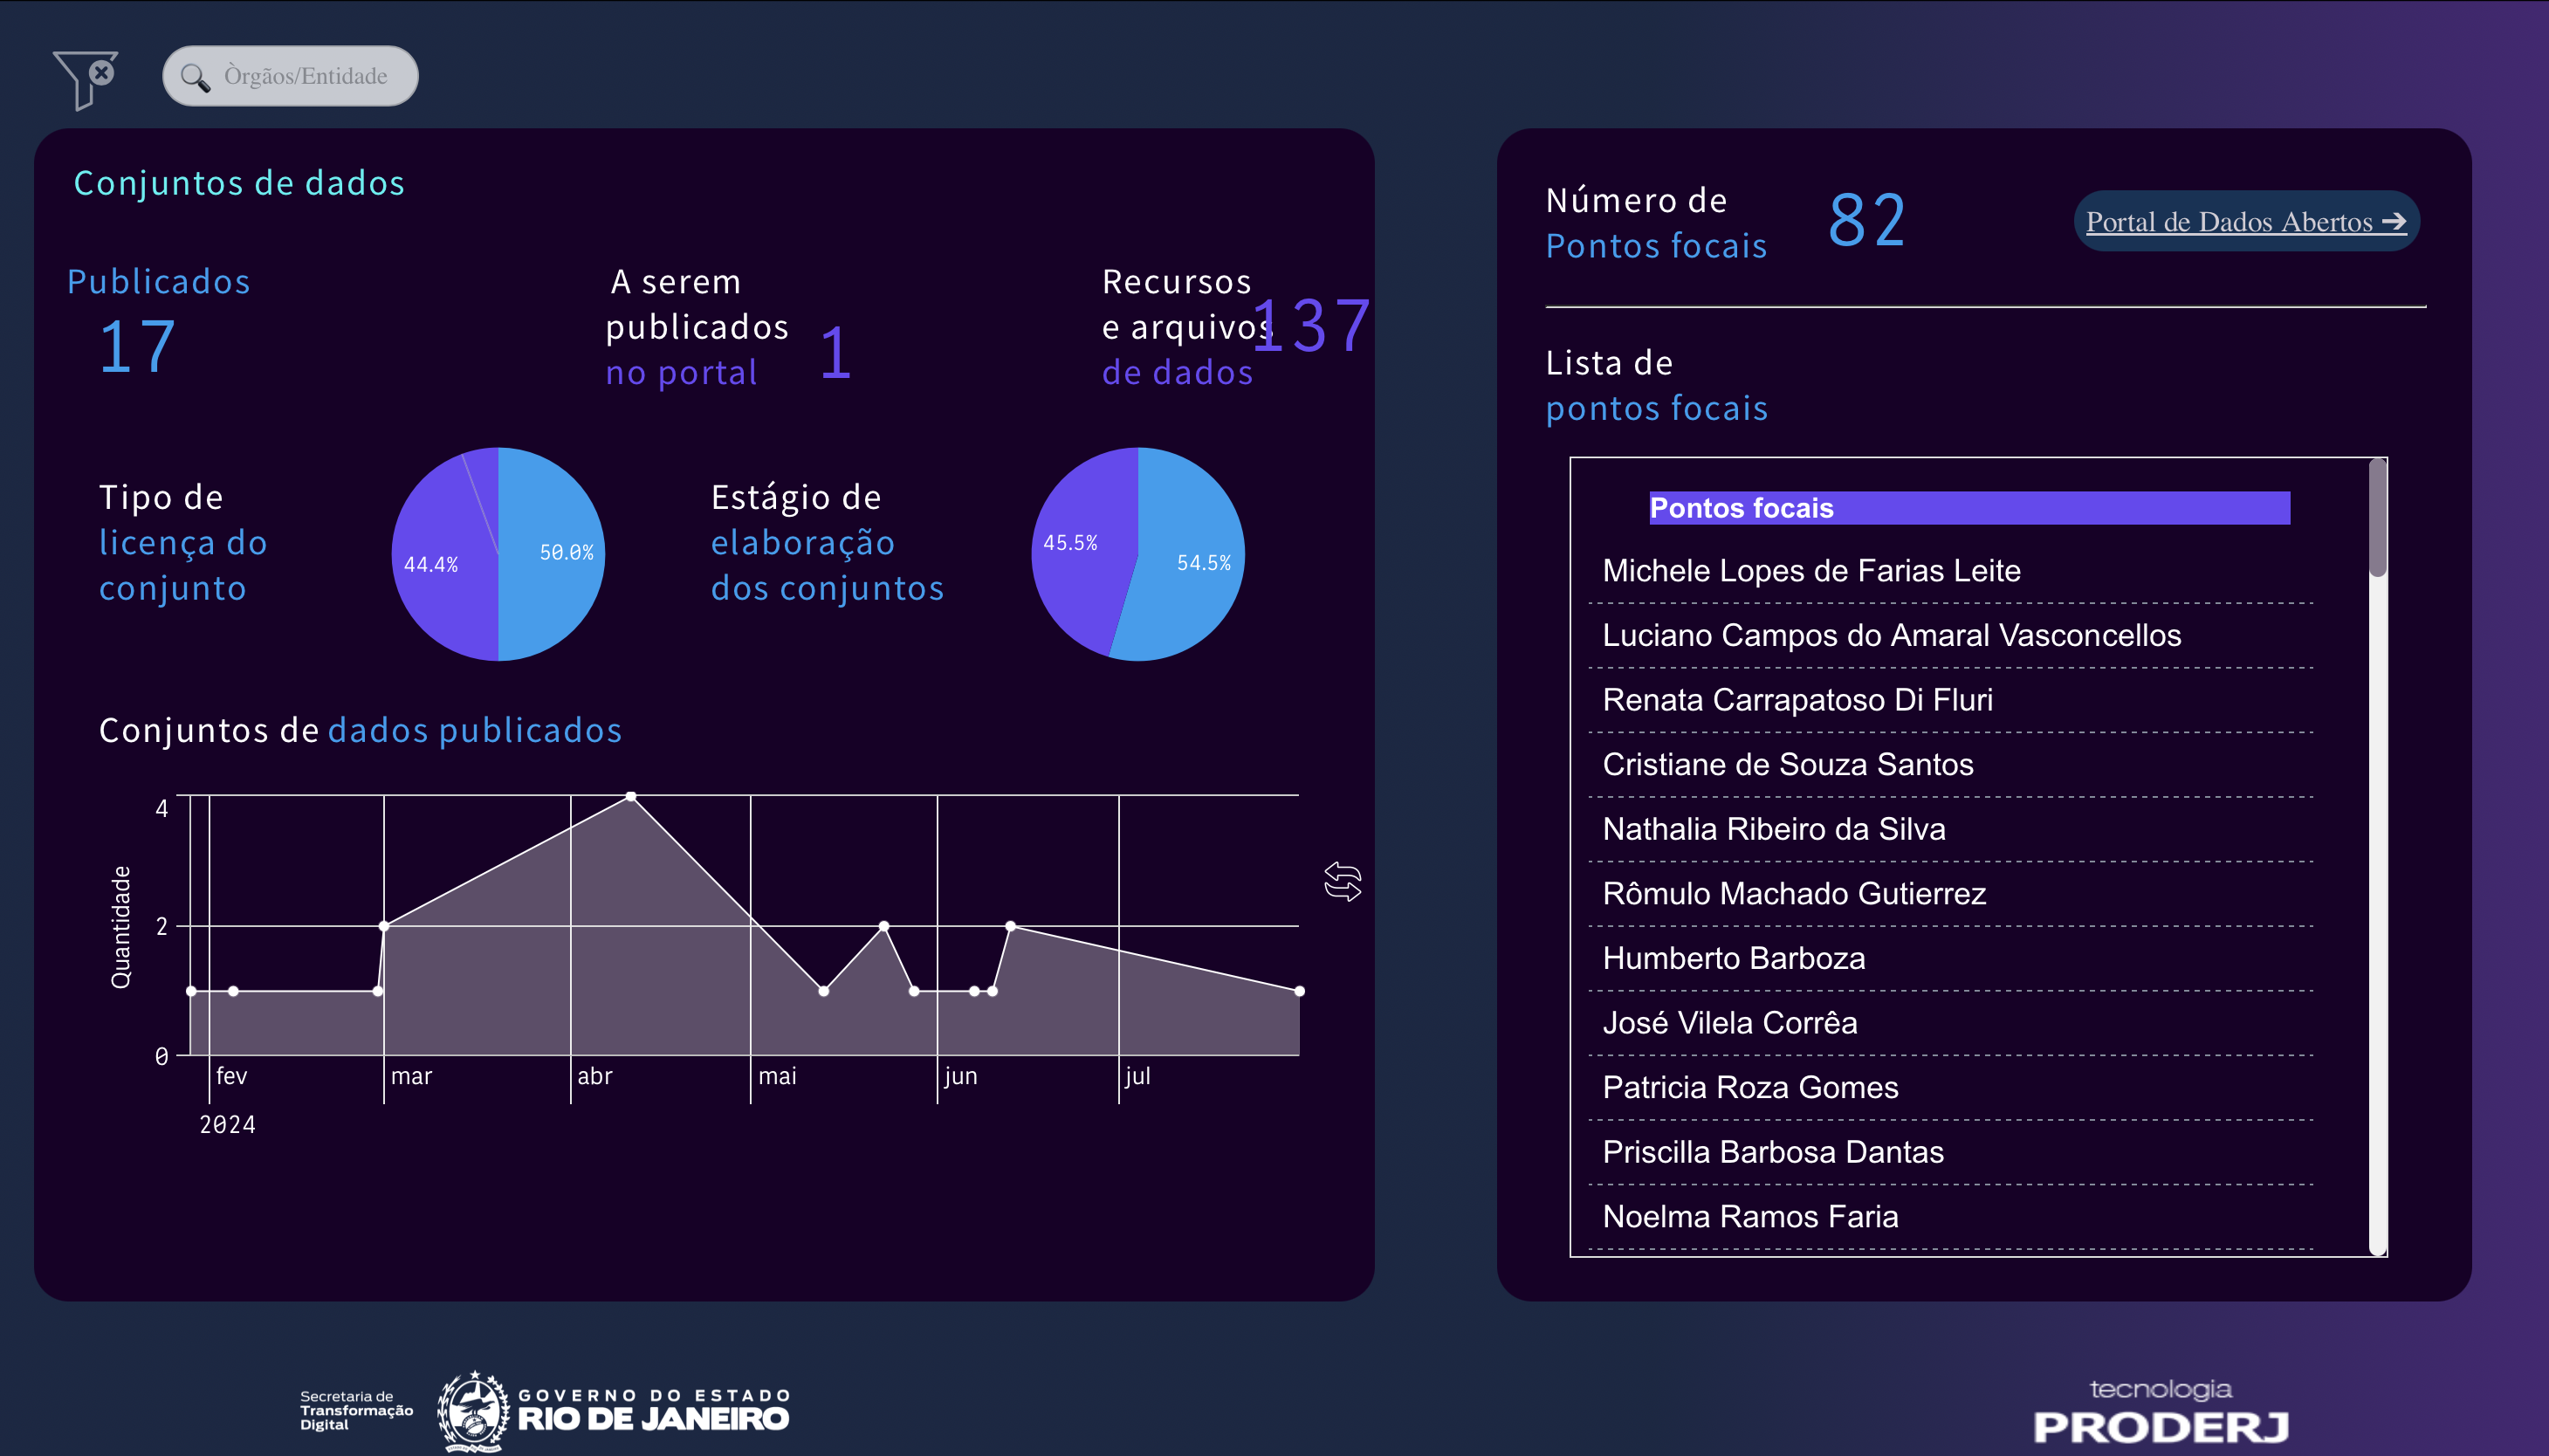 Òrgãos/Entidade
Conjuntos de dados
Publicados
17
A serem
publicados
no portal
1
Recursos
e arquivos
de dados
137
Tipo de
licença do
conjunto
44.4%
50.0%
Estágio de
elaboração
dos conjuntos
45.5%
54.5%
Conjuntos de dados publicados
Quantidade
4
2
0
fev
mar
abr
mai
jun
jul
2024
Número de
Pontos focais
82
Portal de Dados Abertos ➔
Lista de
pontos focais
Pontos focais
Michele Lopes de Farias Leite
Luciano Campos do Amaral Vasconcellos
Renata Carrapatoso Di Fluri
Cristiane de Souza Santos
Nathalia Ribeiro da Silva
Rômulo Machado Gutierrez
Humberto Barboza
José Vilela Corrêa
Patricia Roza Gomes
Priscilla Barbosa Dantas
Noelma Ramos Faria
Secretaria de
Transformação
Digital
GOVERNO DO ESTADO
RIO DE JANEIRO
tecnologia
PRODERJ